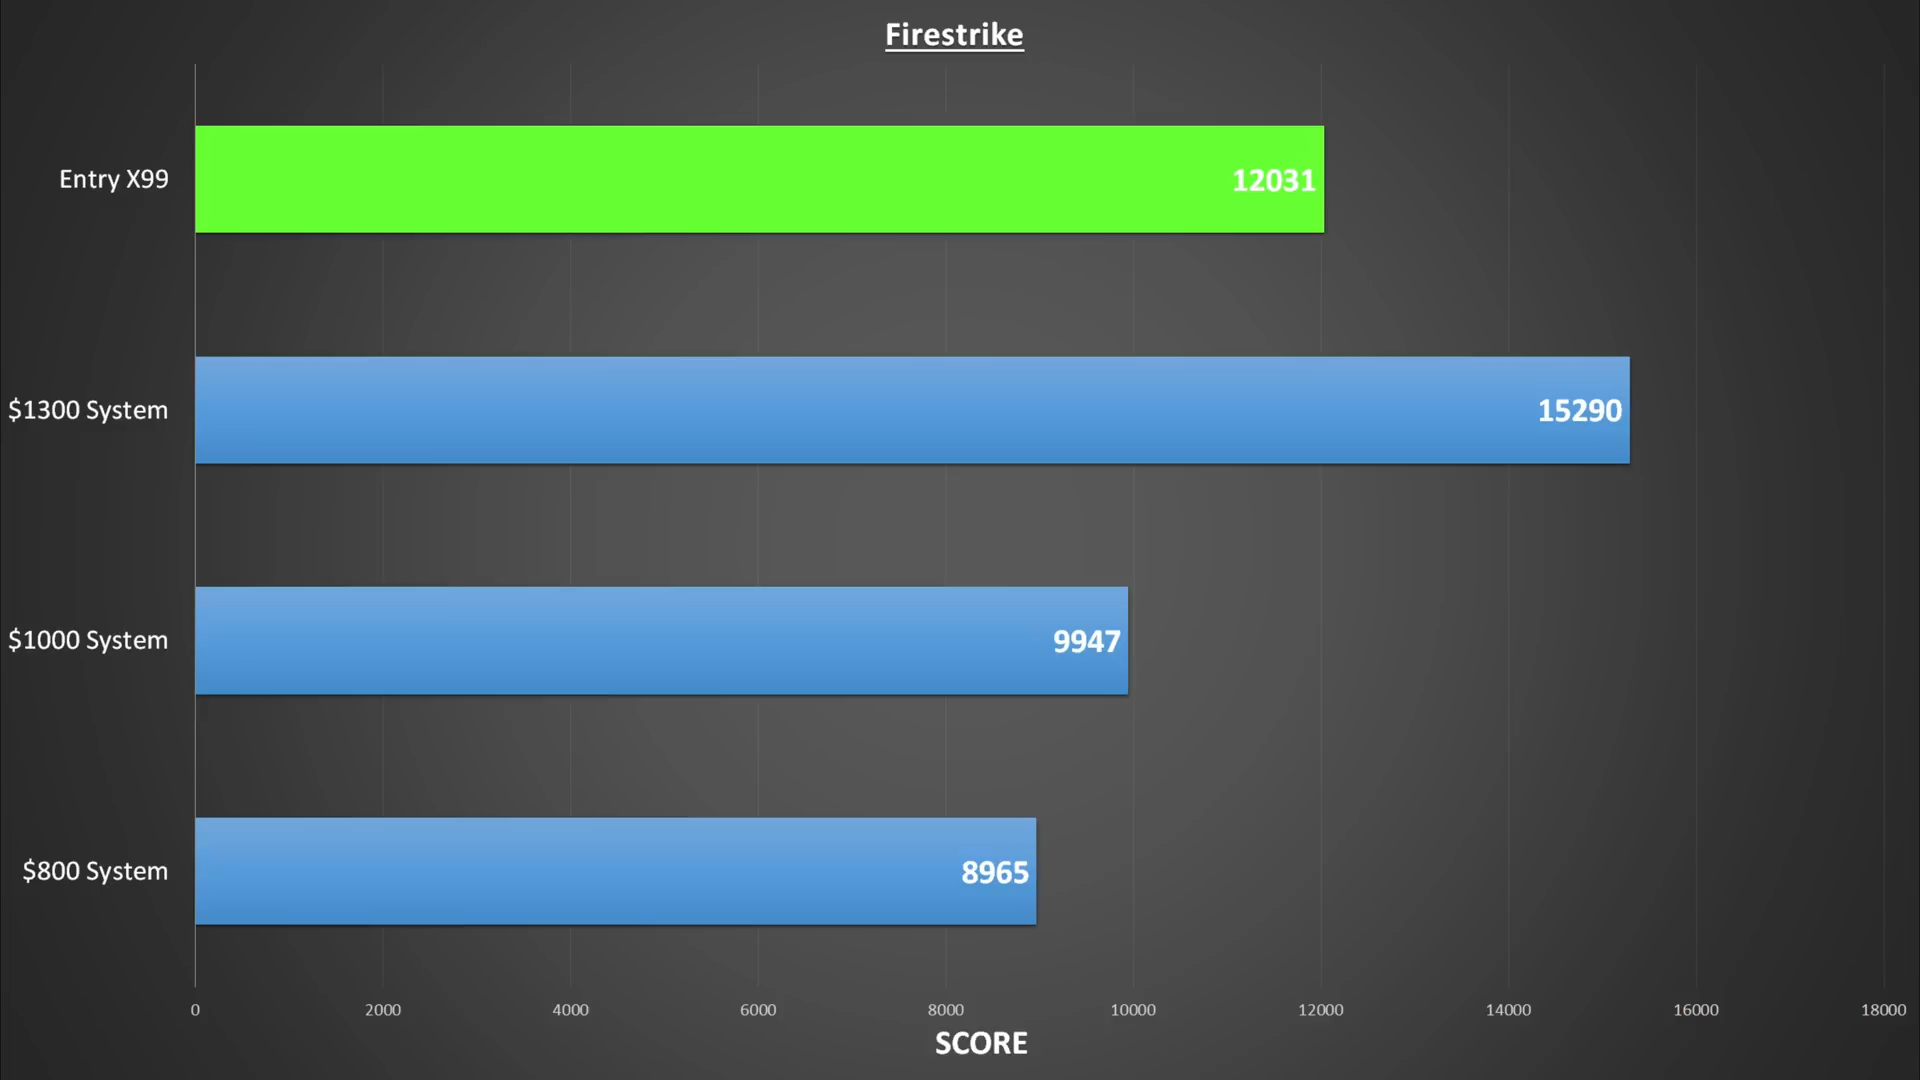 Firestrike
Entry X99
12031
$1300 System
15290
$1000 System
9947
$800 System
8965
0 2000 4000 6000 8000 10000 12000 14000 16000 18000
SCORE